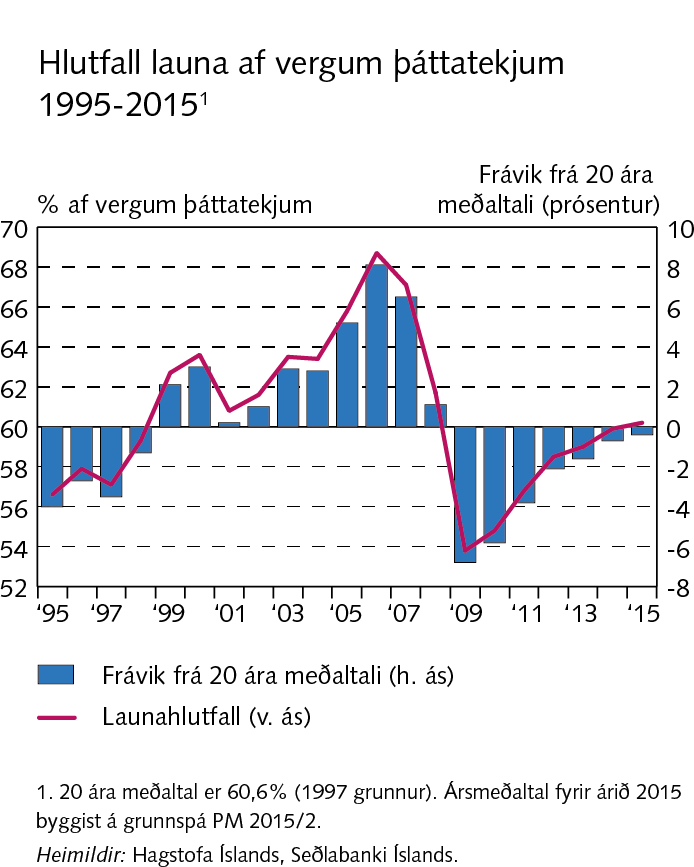 Hlutfall launa af vergum þáttatekjum
1995-2015¹
% af vergum þáttatekjum
Frávik frá 20 ára
meðaltali (prósentur)
70 10
68 8
66 6
64 4
62 2
60 0
58 -2
56 -4
54 -6
52 -8
‘95 ‘97 ‘99 ‘01 ‘03 ‘05 ‘07 ‘09 ‘11 ‘13 ‘15
Frávik frá 20 ára meðaltali (h. ás)
Launahlutfall (v. ás)
1. 20 ára meðaltal er 60,6% (1997 grunnur). Ársmeðaltal fyrir árið 2015
byggist á grunnspá PM 2015/2.
Heimildir: Hagstofa Íslands, Seðlabanki Íslands.